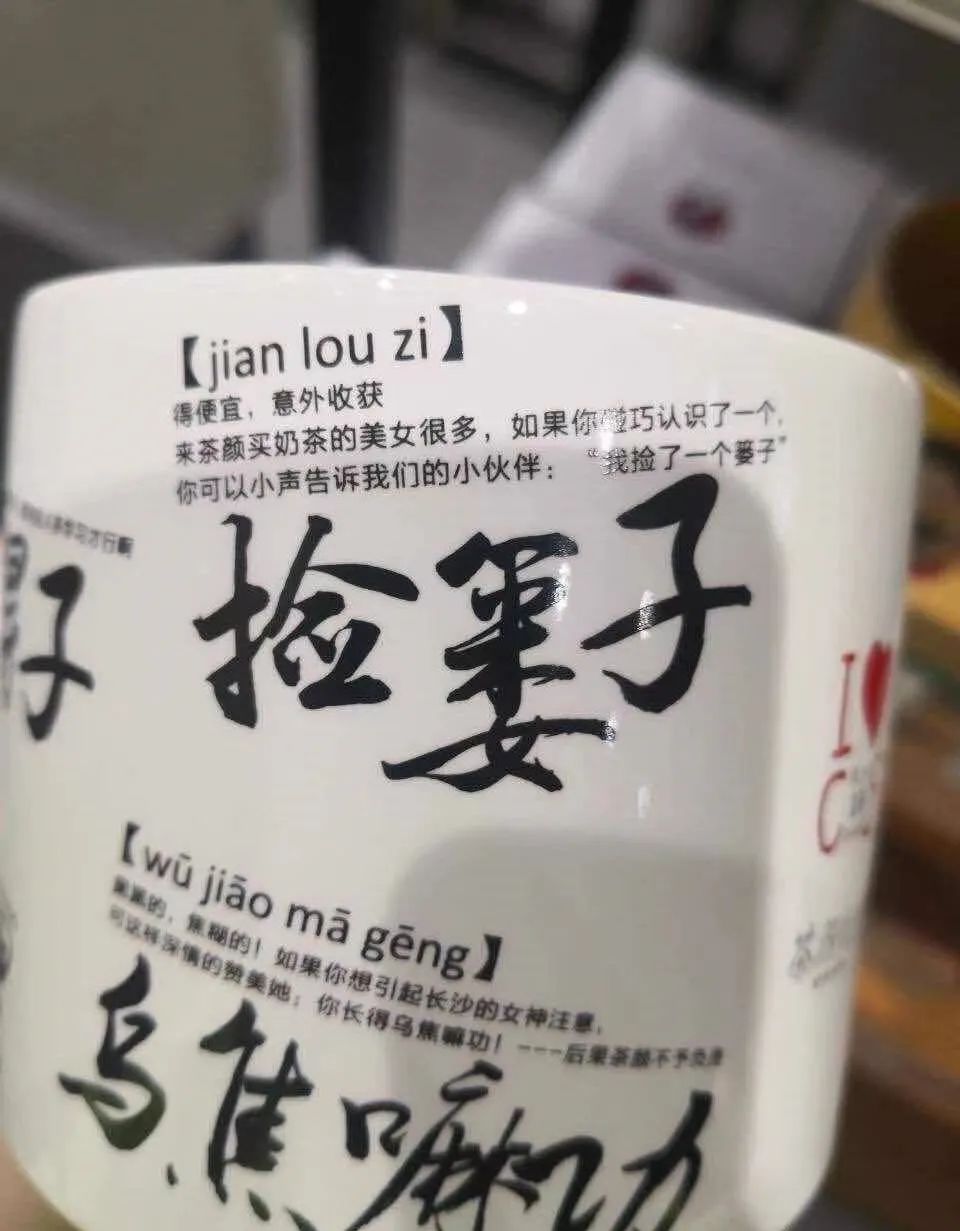 【jian lou zi】
得便宜，意外收获
来茶颜买奶茶的美女很多，如果你碰巧认识了一个，
你可以小声告诉我们的小伙伴：“我捡了一个篓子”
捡篓子
子
【wū jiāo mā gēng】
黑黑的，焦糊的！如果你想引起长沙的女神注意，
可这样深情的赞美她：你长得乌焦嘛功！---后果茶颜不予负责
乌焦嘛功
I
C
茶